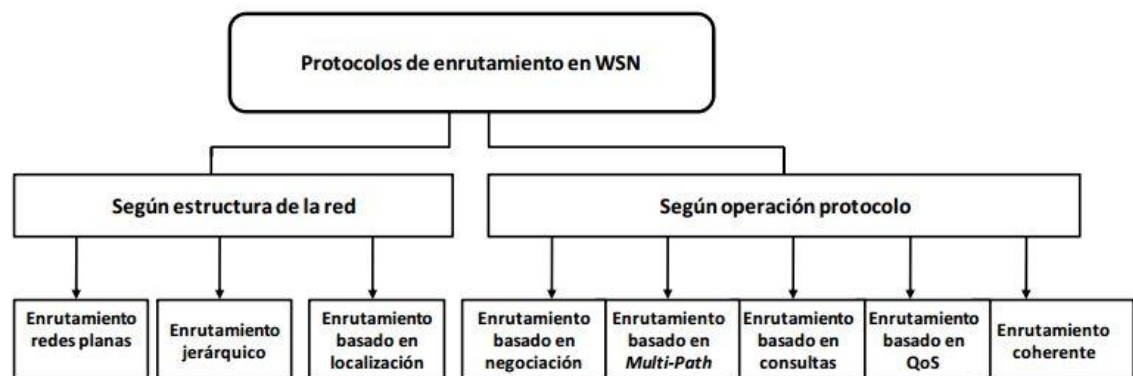 Protocolos de enrutamiento en WSN
Según estructura de la red
Según operación protocolo
Enrutamiento
redes planas
Enrutamiento
jerárquico
Enrutamiento
basado en
localización
Enrutamiento
basado en
negociación
Enrutamiento
basado en
Multi-Path
Enrutamiento
basado en
consultas
Enrutamiento
basado en
QoS
Enrutamiento
coherente